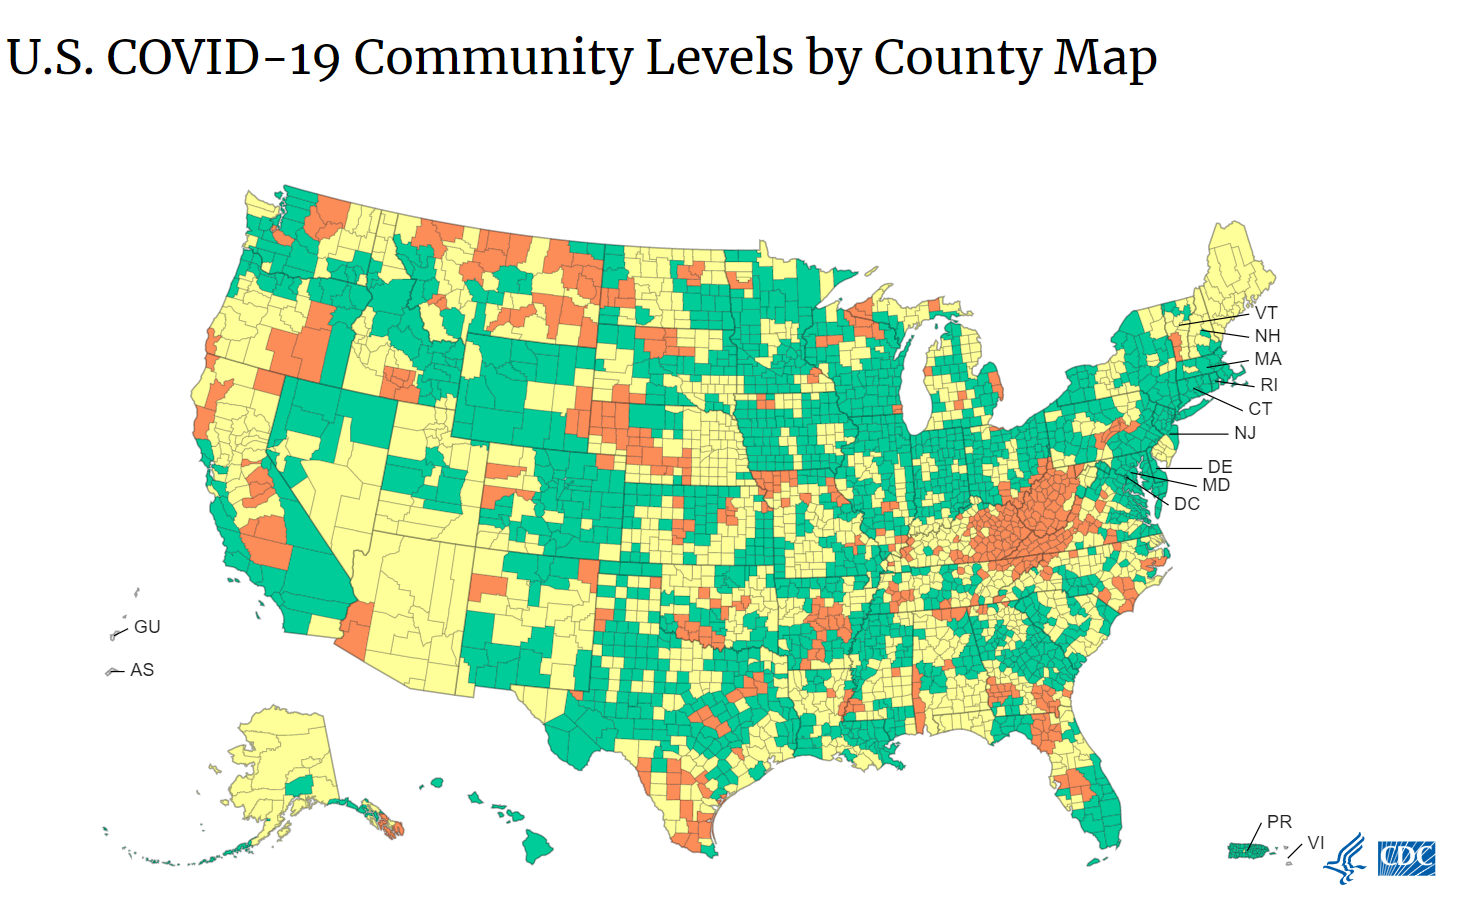 U.S. COVID-19 Community Levels by County Map
VT
NH
MA
RI
CT
NJ
DE
MD
DC
GU
AS
PR
VI
CDC